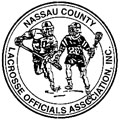 NASSAU COUNTY
LACROSSE OFFICIALS ASSOCIATION, INC.